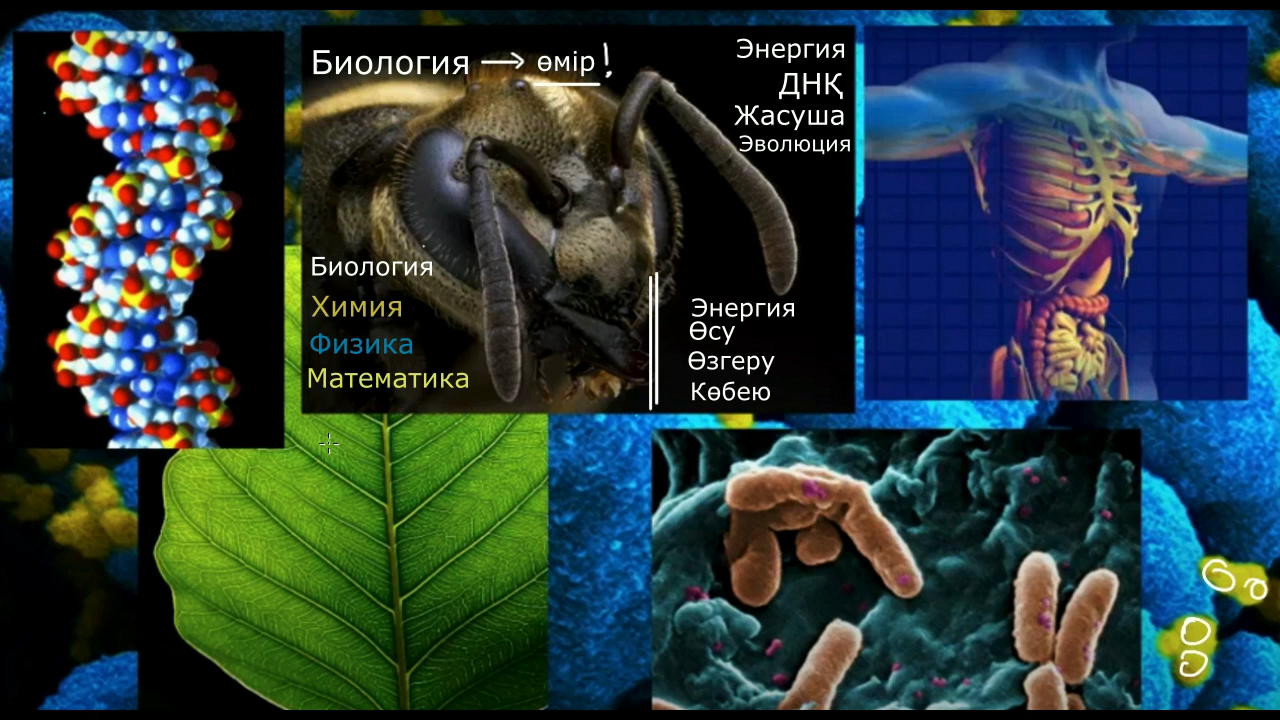 Биология → өмір!
Энергия
ДНҚ
Жасуша
Эволюция
Биология
Химия
Физика
Математика
Энергия
Өсу
Өзгеру
Көбею